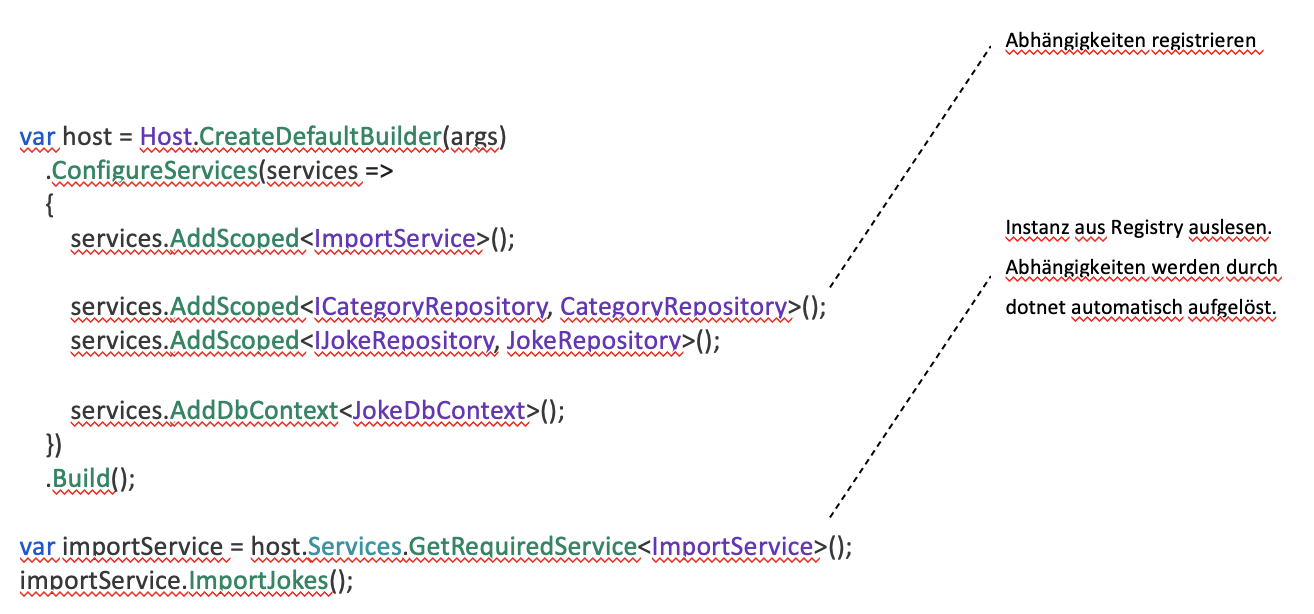 Abhängigkeiten registrieren
var host = Host.CreateDefaultBuilder(args)
.ConfigureServices(services =>
{
services.AddScoped<ImportService>();
services.AddScoped<ICategoryRepository, CategoryRepository>();
services.AddScoped<IJokeRepository, JokeRepository>();
services.AddDbContext<JokeDbContext>();
})
.Build();
Instanz aus Registry auslesen.
Abhängigkeiten werden durch
dotnet automatisch aufgelöst.
var importService = host.Services.GetRequiredService<ImportService>();
importService.ImportJokes();